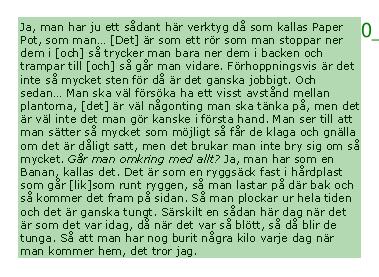 Ja, man har ju ett sådant här verktyg då som kallas Paper
Pot, som man... [Det] är som ett rör som man stoppar ner
dem i [och] så trycker man bara ner dem i backen och
trampar till [och] så går man vidare. Förhoppningsvis är det
inte så mycket sten för då är det ganska jobbigt. Och
sedan... Man ska väl försöka ha ett visst avstånd mellan
plantorna, [det] är väl någonting man ska tänka på, men det
är väl inte det man gör kanske i första hand. Man ser till att
man sätter så mycket som möjligt så får de klaga och gnälla
om det är dåligt satt, men det brukar man inte bry sig om så
mycket. Går man omkring med allt? Ja, man har som en
Banan, kallas det. Det är som en ryggsäck fast i hårdplast
som går [lik]som runt ryggen, så man lastar på där bak och
så kommer det fram på sidan. Så man plockar ur hela tiden
och det är ganska tungt. Särskilt en sådan här dag när det
är som det var idag, då när det var så blött, så då blir de
tunga. Så att man har nog burit några kilo varje dag när
man kommer hem, det tror jag.